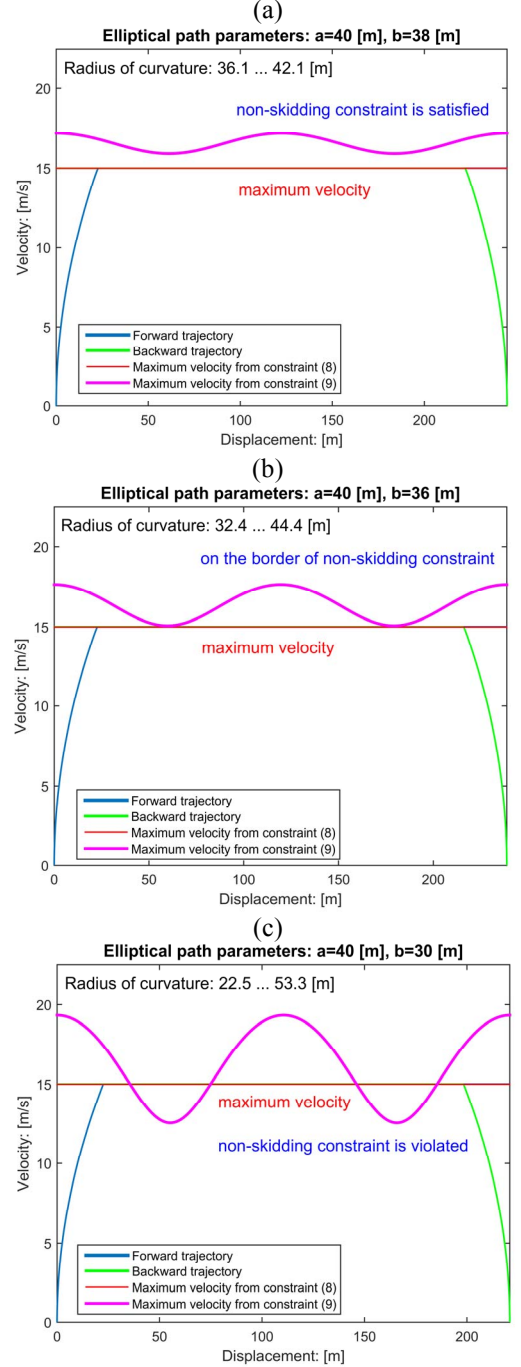 (a)
Elliptical path parameters: a=40 [m], b=38 [m]
Radius of curvature: 36.1 ... 42.1 [m]
non-skidding constraint is satisfied
maximum velocity
20
15
10
5
0
Velocity: [m/s]
Forward trajectory
Backward trajectory
Maximum velocity from constraint (8)
Maximum velocity from constraint (9)
0 50 100 150 200
Displacement: [m]
(b)
Elliptical path parameters: a=40 [m], b=36 [m]
Radius of curvature: 32.4 ... 44.4 [m]
on the border of non-skidding constraint
maximum velocity
20
15
10
5
0
Velocity: [m/s]
Forward trajectory
Backward trajectory
Maximum velocity from constraint (8)
Maximum velocity from constraint (9)
0 50 100 150 200
Displacement: [m]
(c)
Elliptical path parameters: a=40 [m], b=30 [m]
Radius of curvature: 22.5 ... 53.3 [m]
maximum velocity
non-skidding constraint is violated
20
15
10
5
0
Velocity: [m/s]
Forward trajectory
Backward trajectory
Maximum velocity from constraint (8)
Maximum velocity from constraint (9)
0 50 100 150 200
Displacement: [m]